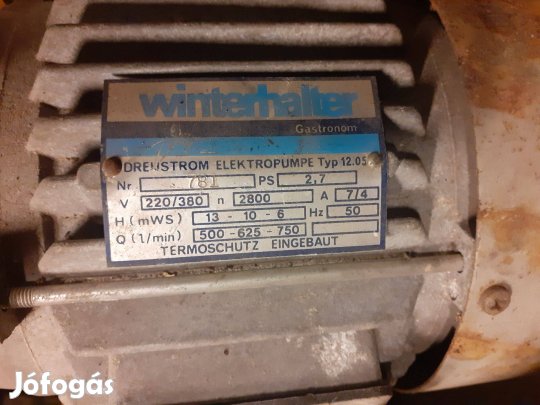 winterhalter
Gastronom
DREHSTROM ELEKTROPUMPE Typ 12.05
Nr 781 PS 2,7
V 220/380 n 2800 A 7/4
H (mWS) 13 - 10 - 6 Hz 50
Q (l/min) 500 - 625 - 750
TERMOSCHUTZ EINGEBAUT
Jófogás